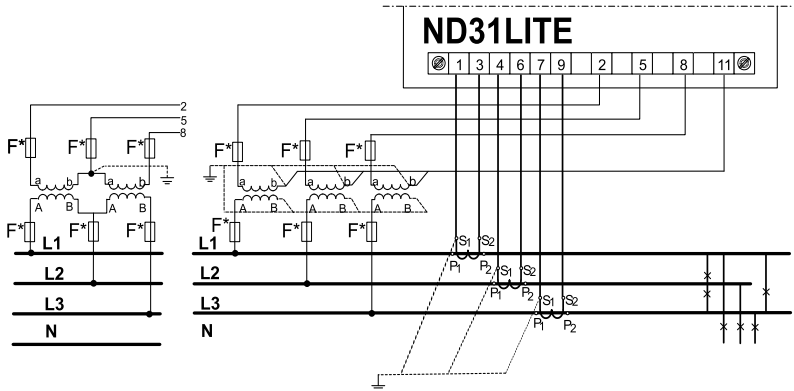 ND31LITE
1 3 4 6 7 9 2 5 8 11
2
5
8
F* F* F* F* F* F*
a b a b a b a b a b
A B A B A B A B A B
F* F* F* F* F* F*
L1 L1 S1 S2
P1 P2
L2 L2 S1 S2
P1 P2
L3 L3 S1 S2
P1 P2
N N